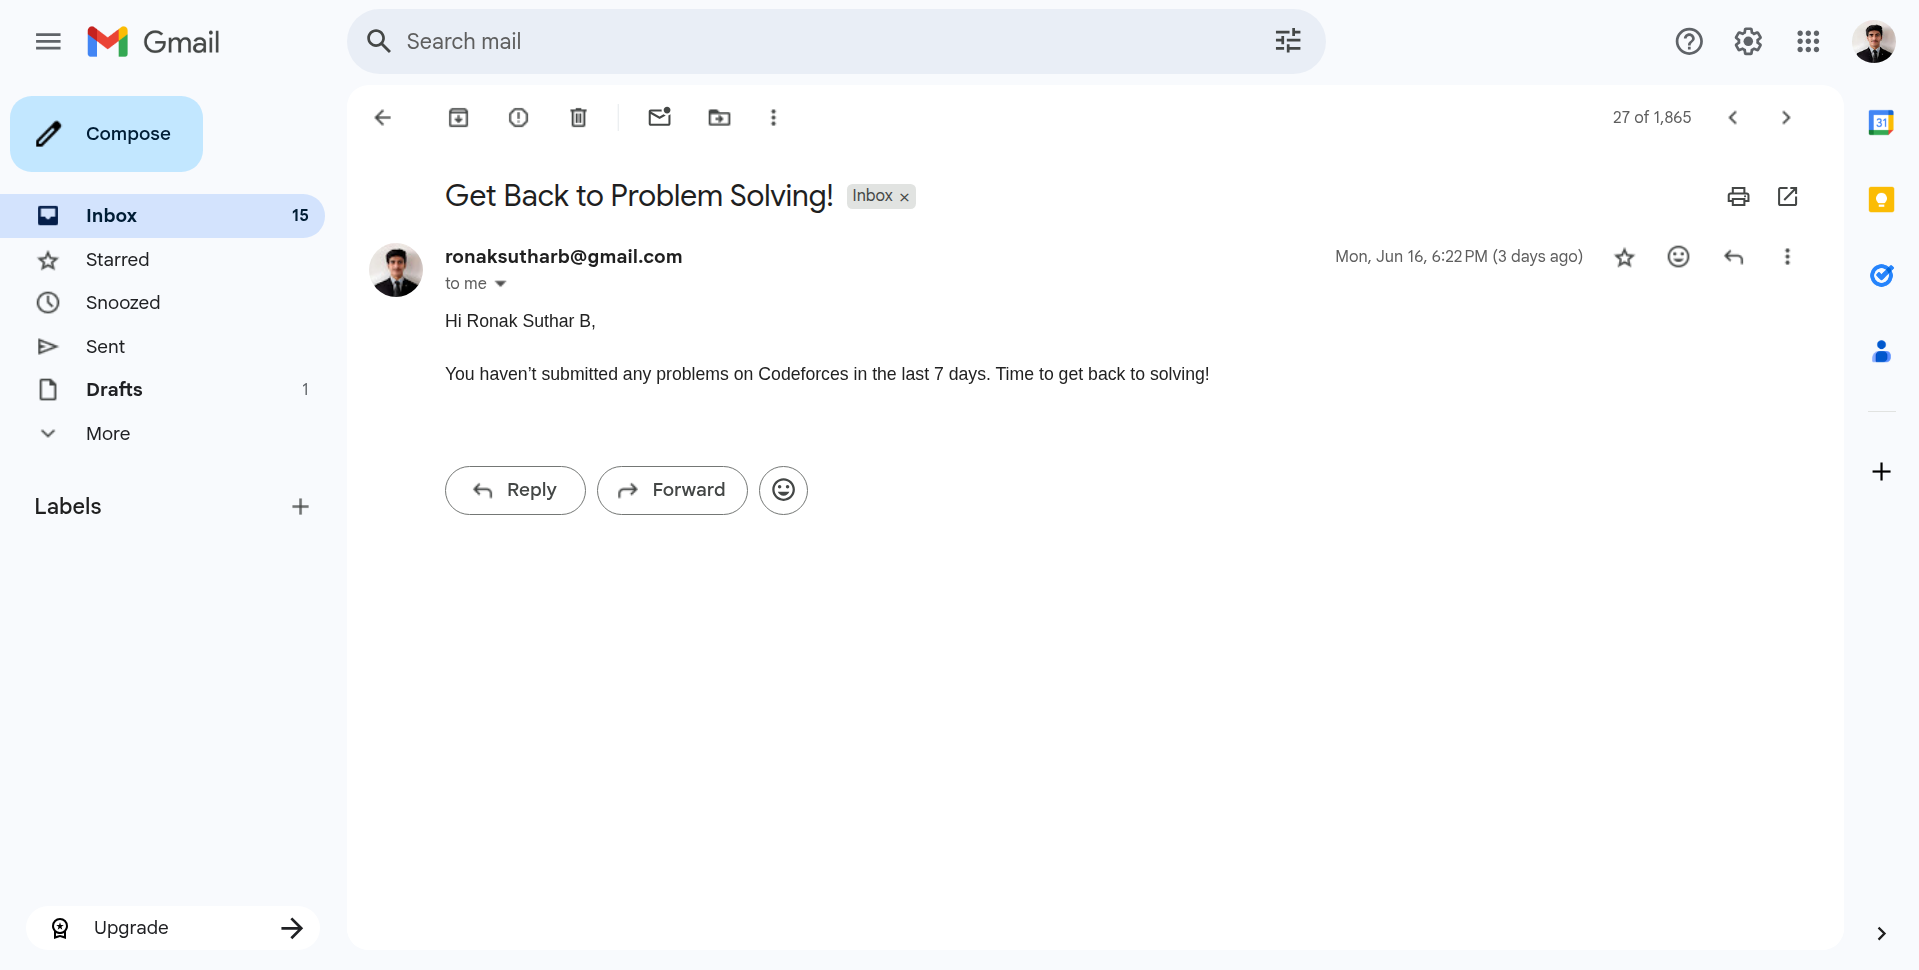 Gmail
Search mail
Compose
27 of 1,865
Get Back to Problem Solving!
Inbox ×
Inbox 15
Starred
Snoozed
Sent
Drafts 1
More
Labels
ronaksutharb@gmail.com
Mon, Jun 16, 6:22 PM (3 days ago)
to me
Hi Ronak Suthar B,
You haven’t submitted any problems on Codeforces in the last 7 days. Time to get back to solving!
Reply
Forward
31
Upgrade